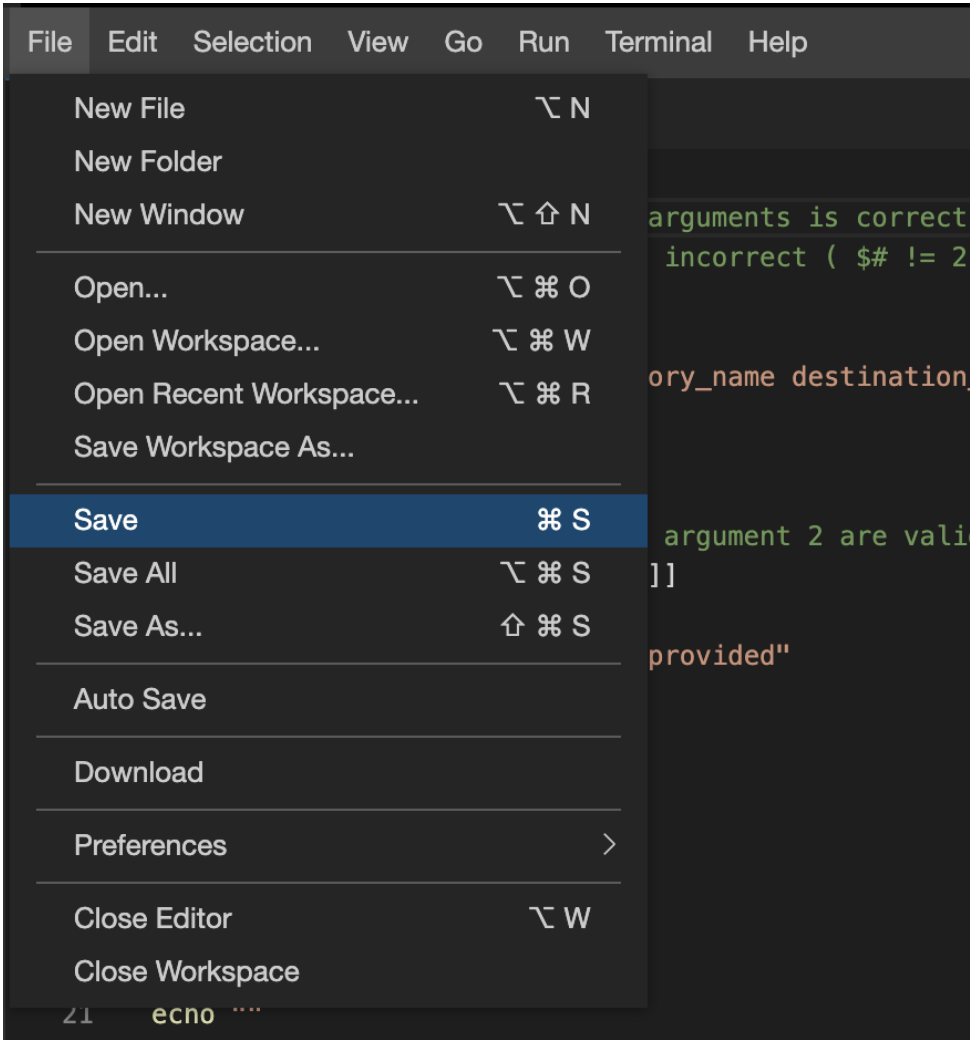 File Edit Selection View Go Run Terminal Help
New File ⌥ N
New Folder
New Window ⌥ ⇧ N
arguments is correct
Open... ⌥ ⌘ O
incorrect ( $# != 2
Open Workspace... ⌥ ⌘ W
Open Recent Workspace... ⌥ ⌘ R
ory_name destination_
Save Workspace As...
Save ⌘ S
argument 2 are vali
Save All ⌥ ⌘ S
]]
Save As... ⇧ ⌘ S
provided"
Auto Save
Download
Preferences
Close Editor ⌥ W
Close Workspace
21 echo ""